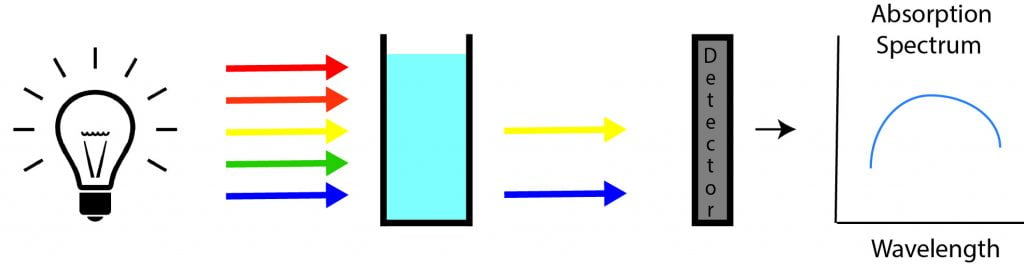 Detector
Absorption
Spectrum
Wavelength